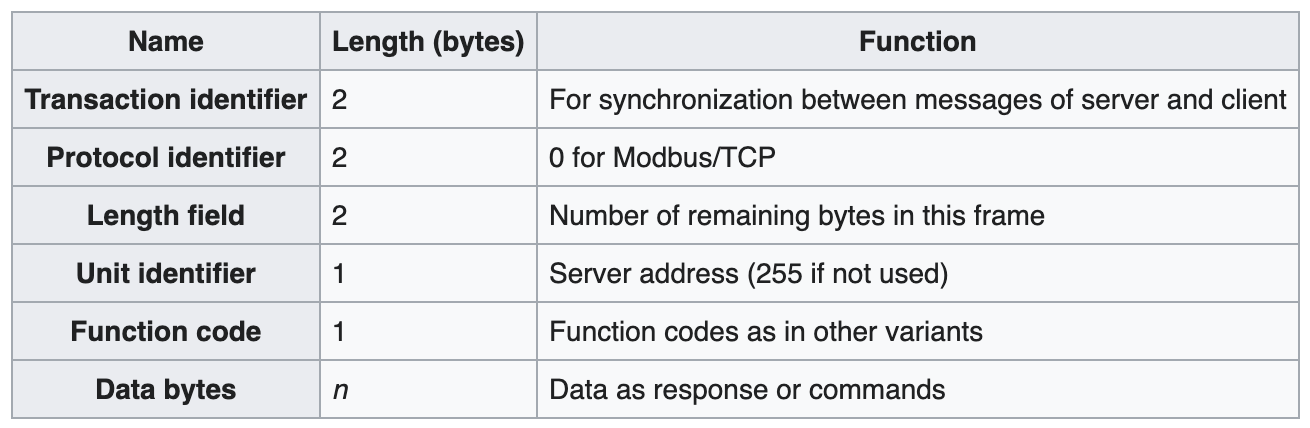 Name Length (bytes) Function
Transaction identifier 2 For synchronization between messages of server and client
Protocol identifier 2 0 for Modbus/TCP
Length field 2 Number of remaining bytes in this frame
Unit identifier 1 Server address (255 if not used)
Function code 1 Function codes as in other variants
Data bytes n Data as response or commands